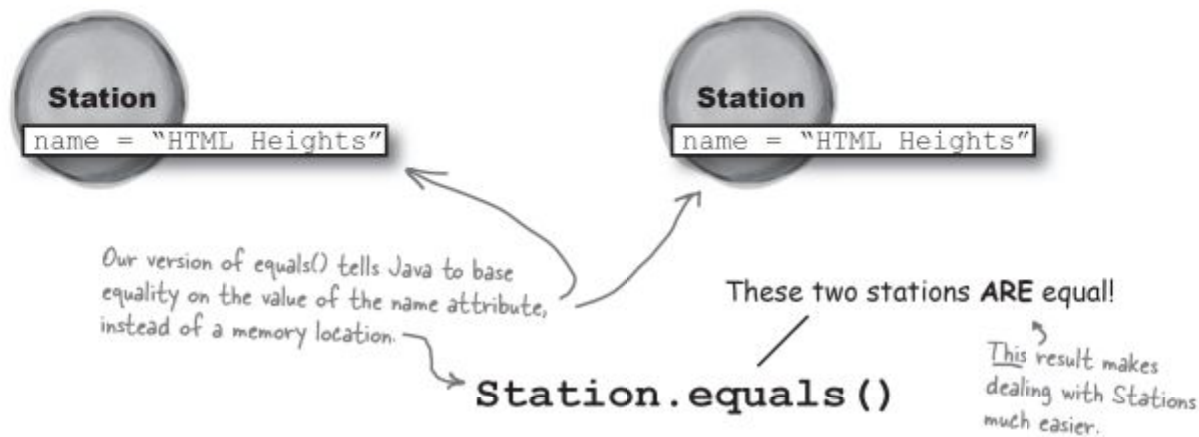 Station
name = “HTML Heights”
Station
name = “HTML Heights”
Our version of equals() tells Java to base
equality on the value of the name attribute,
instead of a memory location.
These two stations ARE equal!
Station.equals()
This result makes
dealing with Stations
much easier.